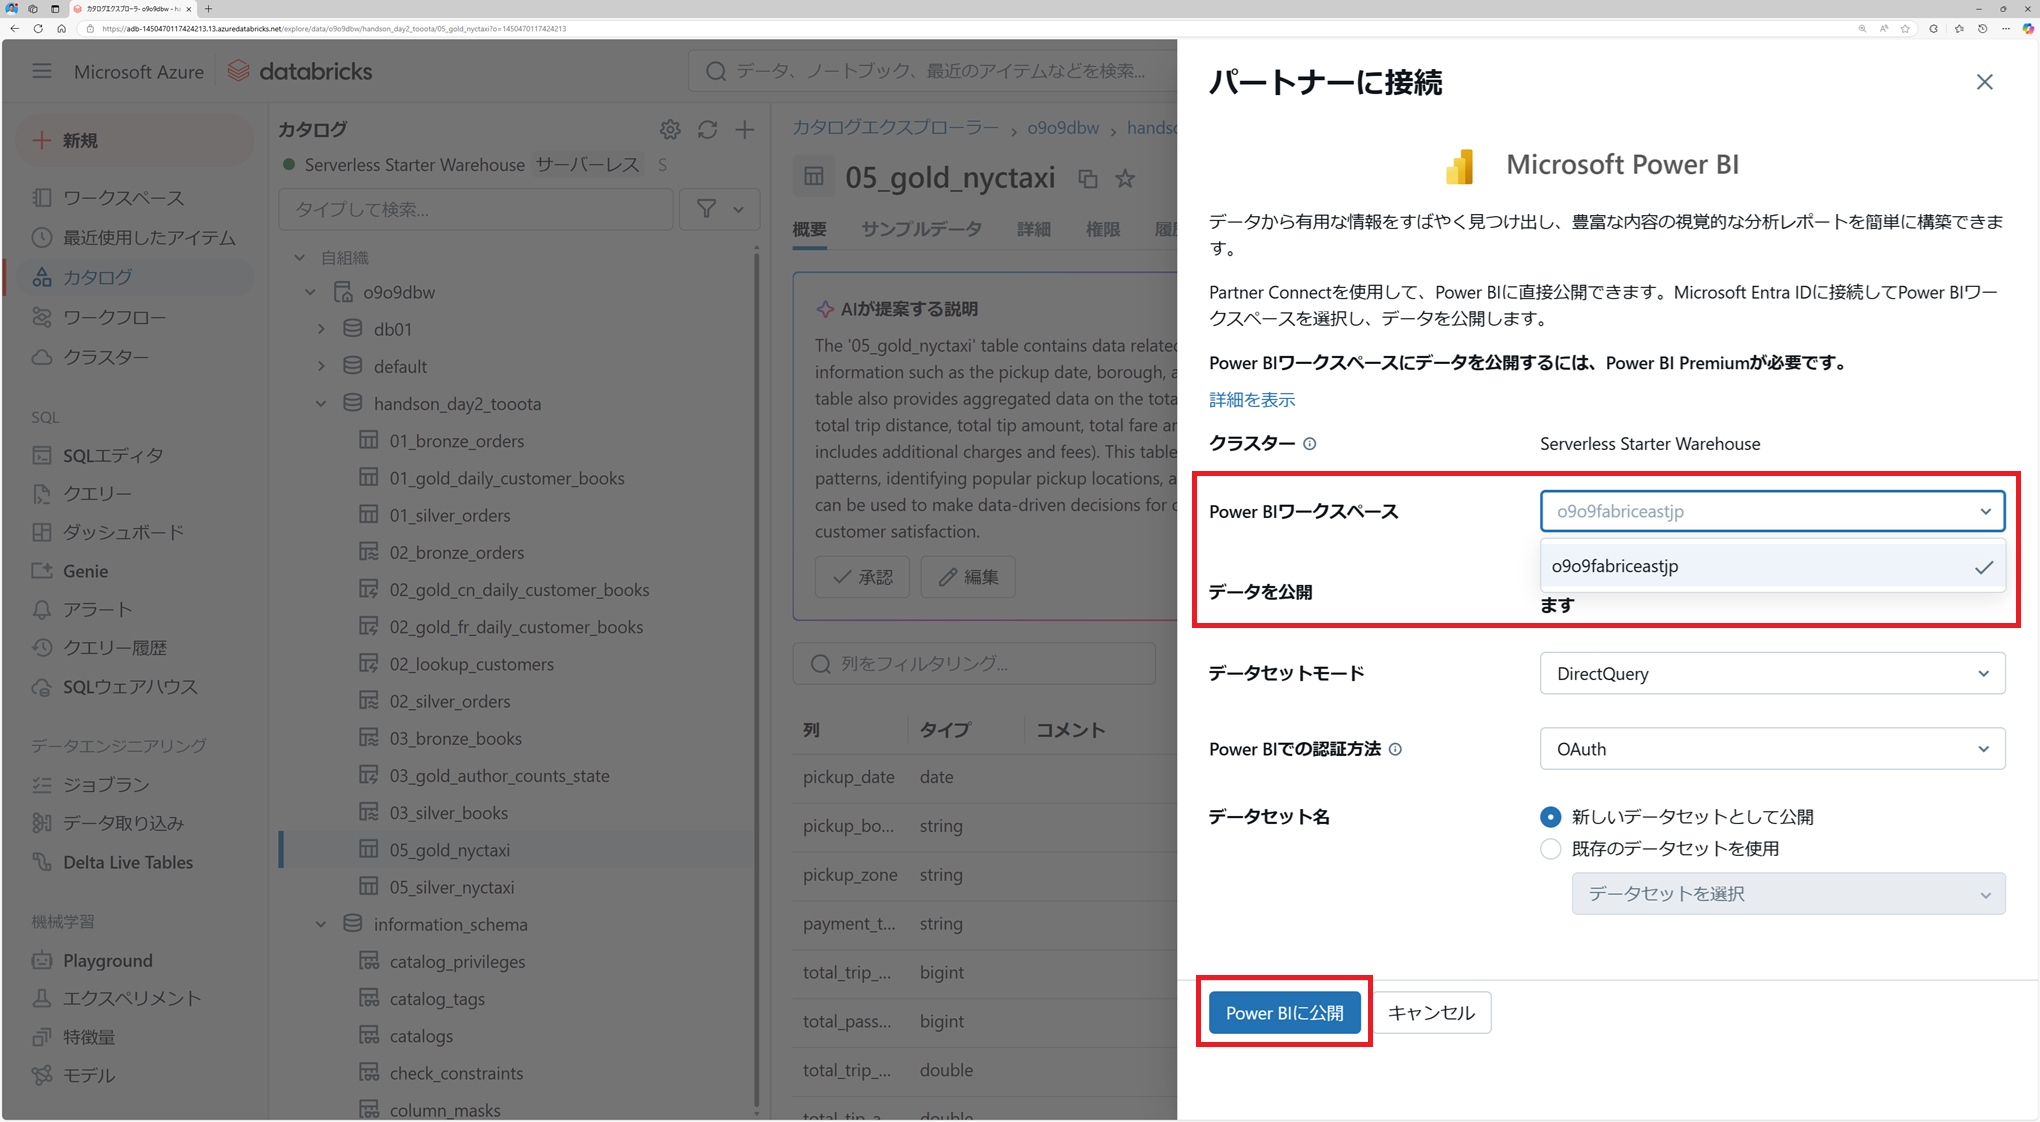 カタログエクスプローラ- o9o9dbw - ha
https://adb-1450470117424213.13.azuredatabricks.net/explore/data/o9o9dbw/handson_day2_tooota/05_gold_nyctaxi?o=1450470117424213
Microsoft Azure
databricks
データ、ノートブック、最近のアイテムなどを検索...
新規
ワークスペース
最近使用したアイテム
カタログ
ワークフロー
クラスター
SQL
SQLエディタ
クエリー
ダッシュボード
Genie
アラート
クエリー履歴
SQLウェアハウス
データエンジニアリング
ジョブラン
データ取り込み
Delta Live Tables
機械学習
Playground
エクスペリメント
特徴量
モデル
カタログ
Serverless Starter Warehouse サーバーレス S
タイプして検索...
自組織
o9o9dbw
db01
default
handson_day2_tooota
01_bronze_orders
01_gold_daily_customer_books
01_silver_orders
02_bronze_orders
02_gold_cn_daily_customer_books
02_gold_fr_daily_customer_books
02_lookup_customers
02_silver_orders
03_bronze_books
03_gold_author_counts_state
03_silver_books
05_gold_nyctaxi
05_silver_nyctaxi
information_schema
catalog_privileges
catalog_tags
catalogs
check_constraints
column_masks
カタログエクスプローラー › o9o9dbw › handso
05_gold_nyctaxi
概要 サンプルデータ 詳細 権限 履歴
AIが提案する説明
The '05_gold_nyctaxi' table contains data related
information such as the pickup date, borough, a
table also provides aggregated data on the tota
total trip distance, total tip amount, total fare an
includes additional charges and fees). This table
patterns, identifying popular pickup locations, a
can be used to make data-driven decisions for c
customer satisfaction.
承認 編集
列をフィルタリング...
列 タイプ コメント
pickup_date date
pickup_bo... string
pickup_zone string
payment_t... string
total_trip_... bigint
total_pass... bigint
total_trip_... double
total_tip_a... double
パートナーに接続
Microsoft Power BI
データから有用な情報をすばやく見つけ出し、豊富な内容の視覚的な分析レポートを簡単に構築できま
す。
Partner Connectを使用して、Power BIに直接公開できます。Microsoft Entra IDに接続してPower BIワー
クスペースを選択し、データを公開します。
Power BIワークスペースにデータを公開するには、Power BI Premiumが必要です。
詳細を表示
クラスター Serverless Starter Warehouse
Power BIワークスペース o9o9fabriceastjp
o9o9fabriceastjp
データを公開
ます
データセットモード DirectQuery
Power BIでの認証方法 OAuth
データセット名 新しいデータセットとして公開
既存のデータセットを使用
データセットを選択
Power BIに公開 キャンセル